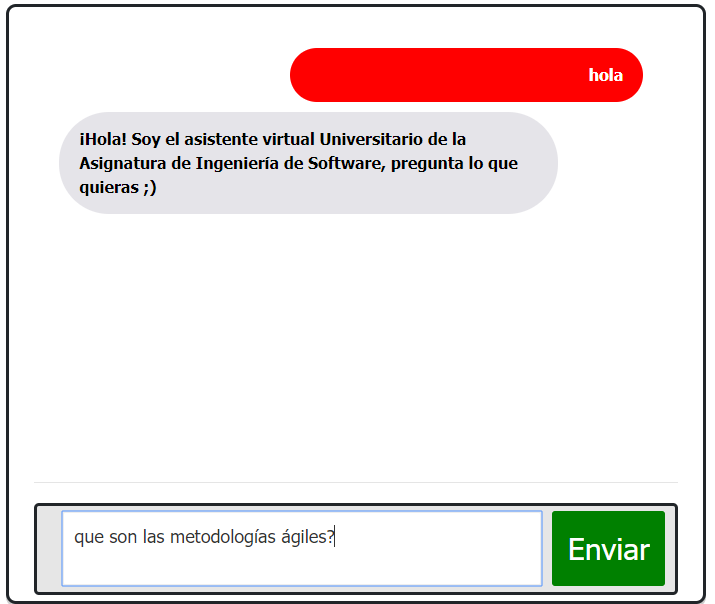 hola
¡Hola! Soy el asistente virtual Universitario de la
Asignatura de Ingeniería de Software, pregunta lo que
quieras ;)
que son las metodologías ágiles?
Enviar